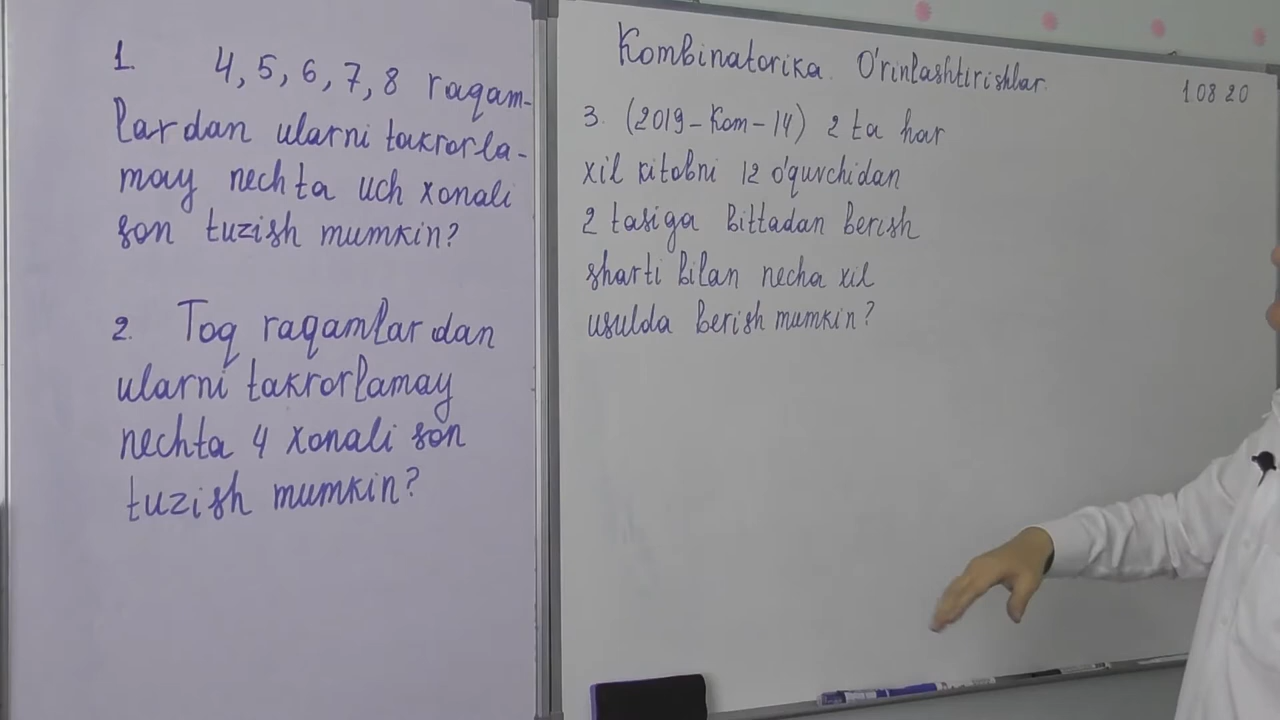 1. 4, 5, 6, 7, 8 raqam-
lardan ularni takrorla-
may nechta uch xonali
son tuzish mumkin?
2. Toq raqamlardan
ularni takrorlamay
nechta 4 xonali son
tuzish mumkin?
Kombinatorika. O'rinlashtirishlar.
1 08 20
3. (2019-Kom-14) 2 ta har
xil kitobni 12 o'quvchidan
2 tasiga bittadan berish
sharti bilan necha xil
usulda berish mumkin?